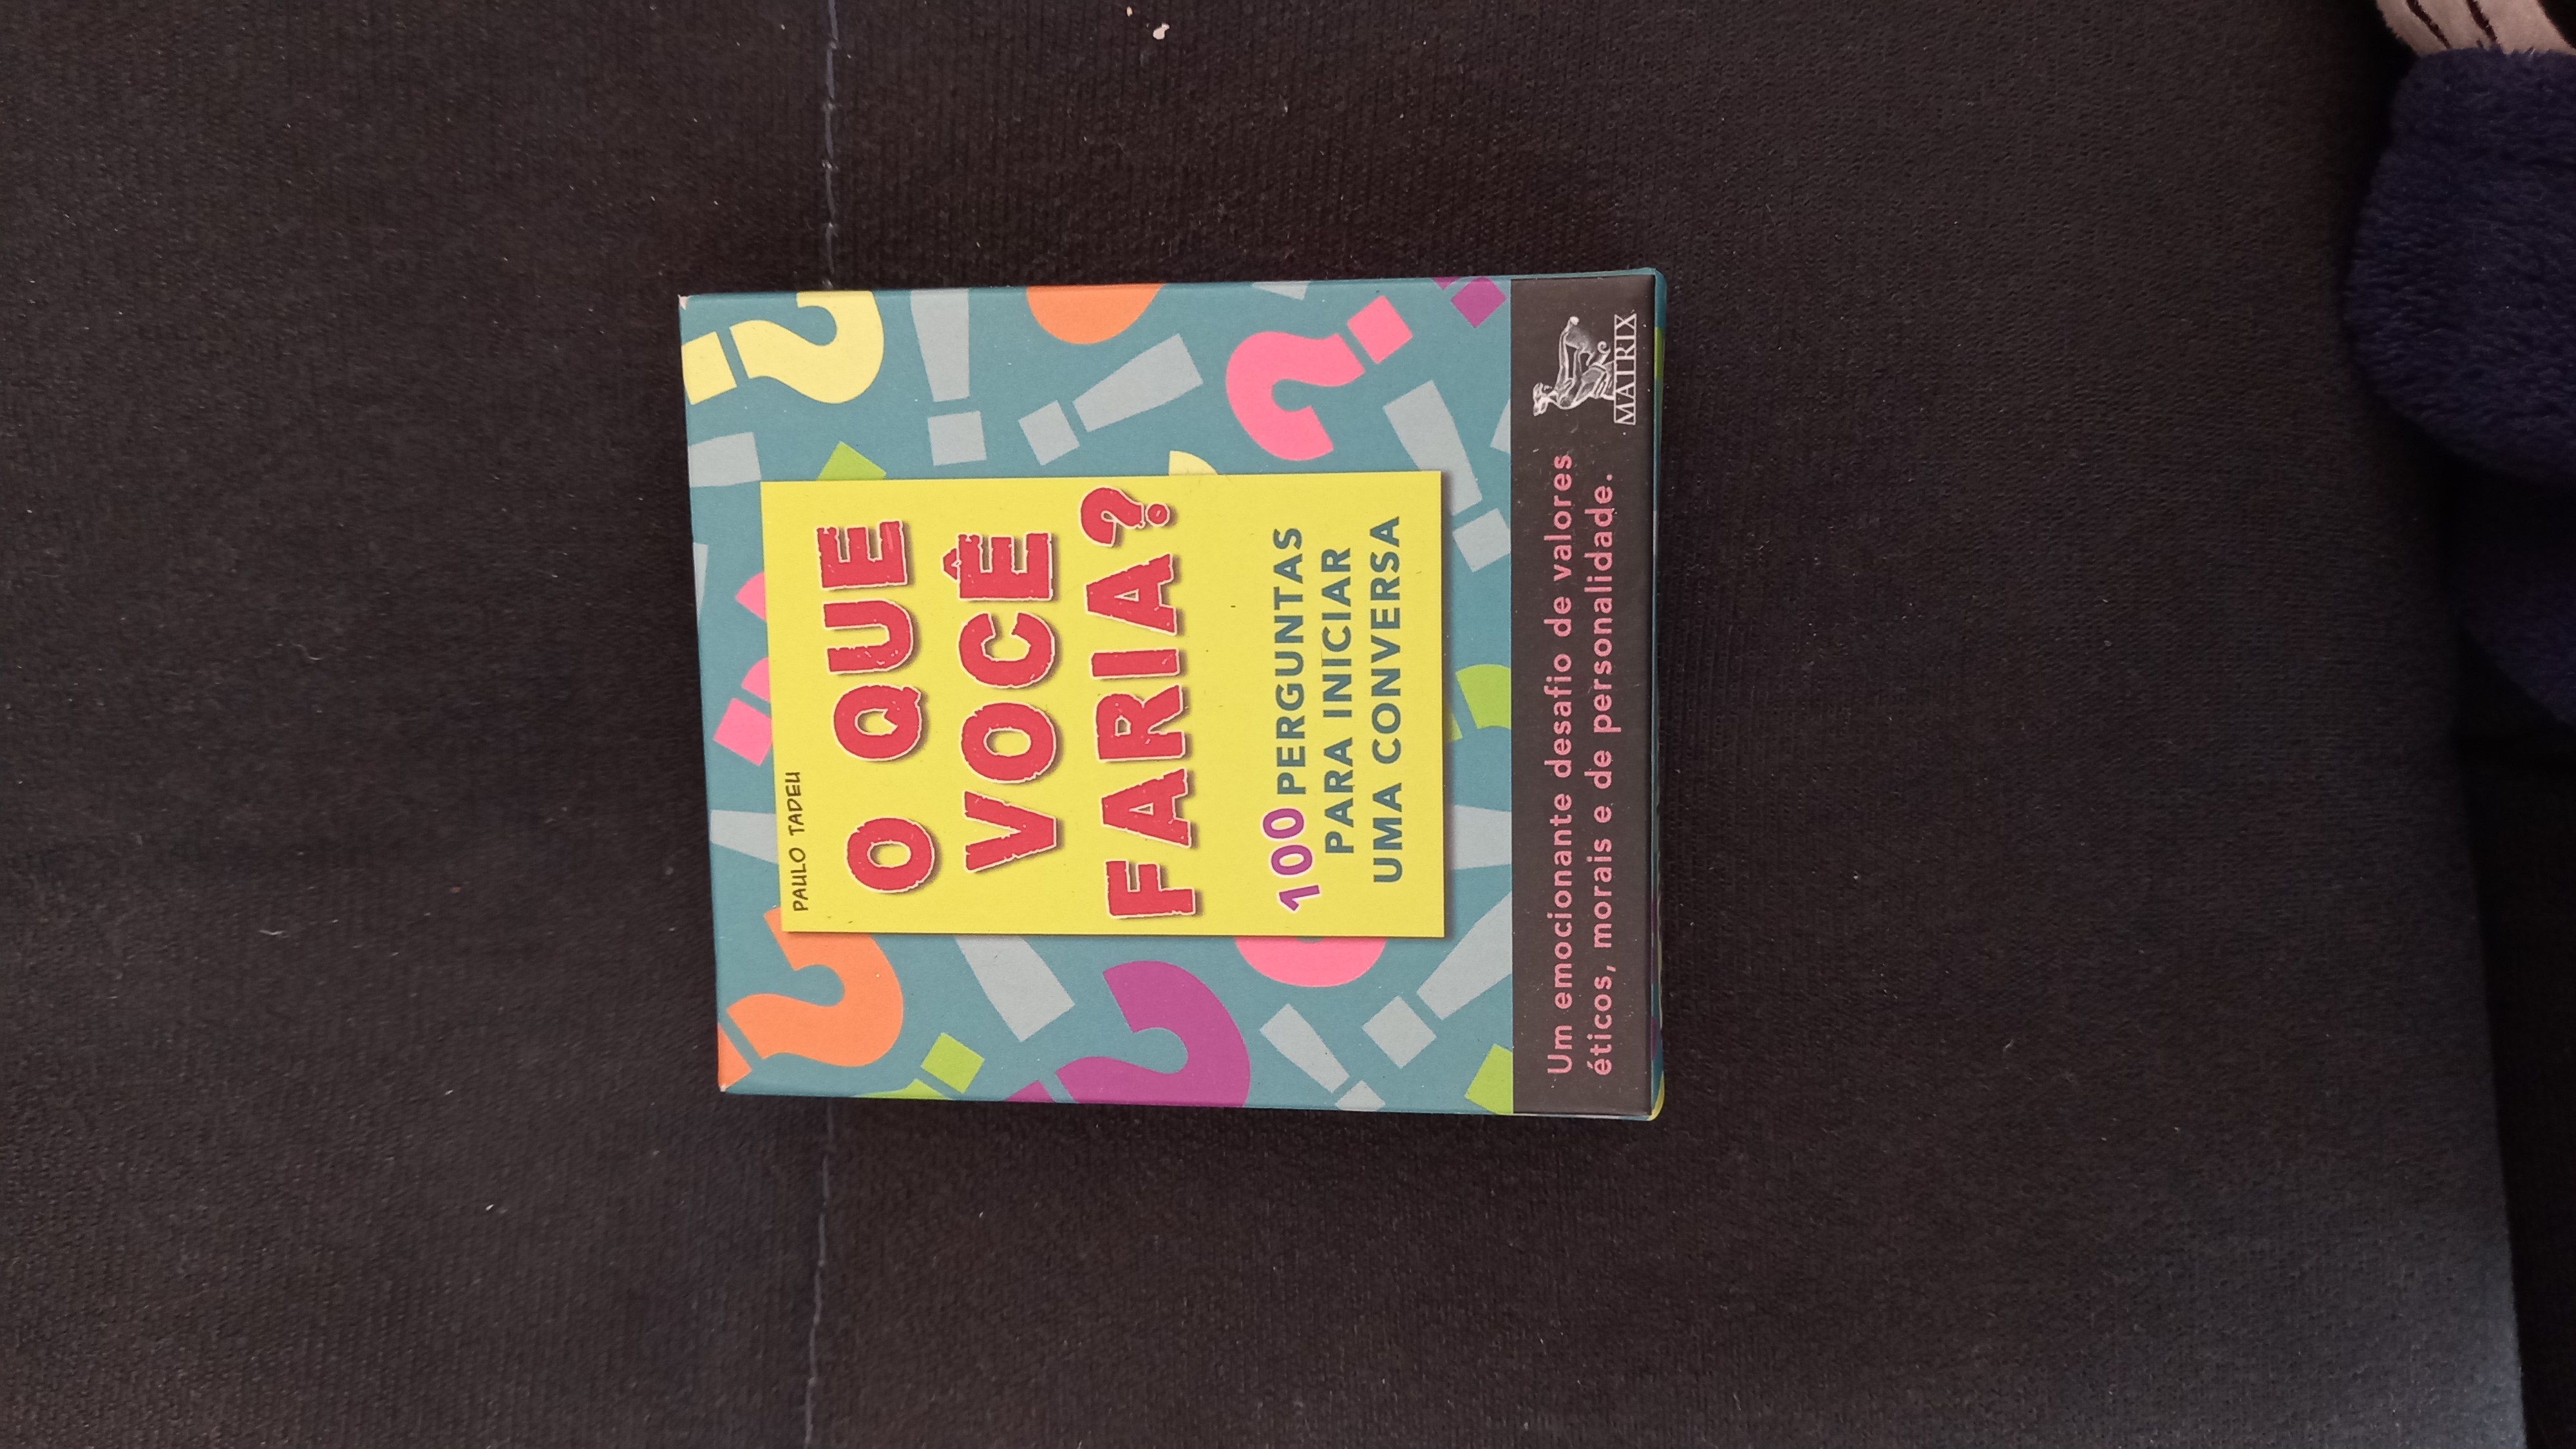 PAULO TADEU
O QUE
VOCÊ
FARIA?
100 PERGUNTAS
PARA INICIAR
UMA CONVERSA
Um emocionante desafio de valores
éticos, morais e de personalidade.
MATRIX